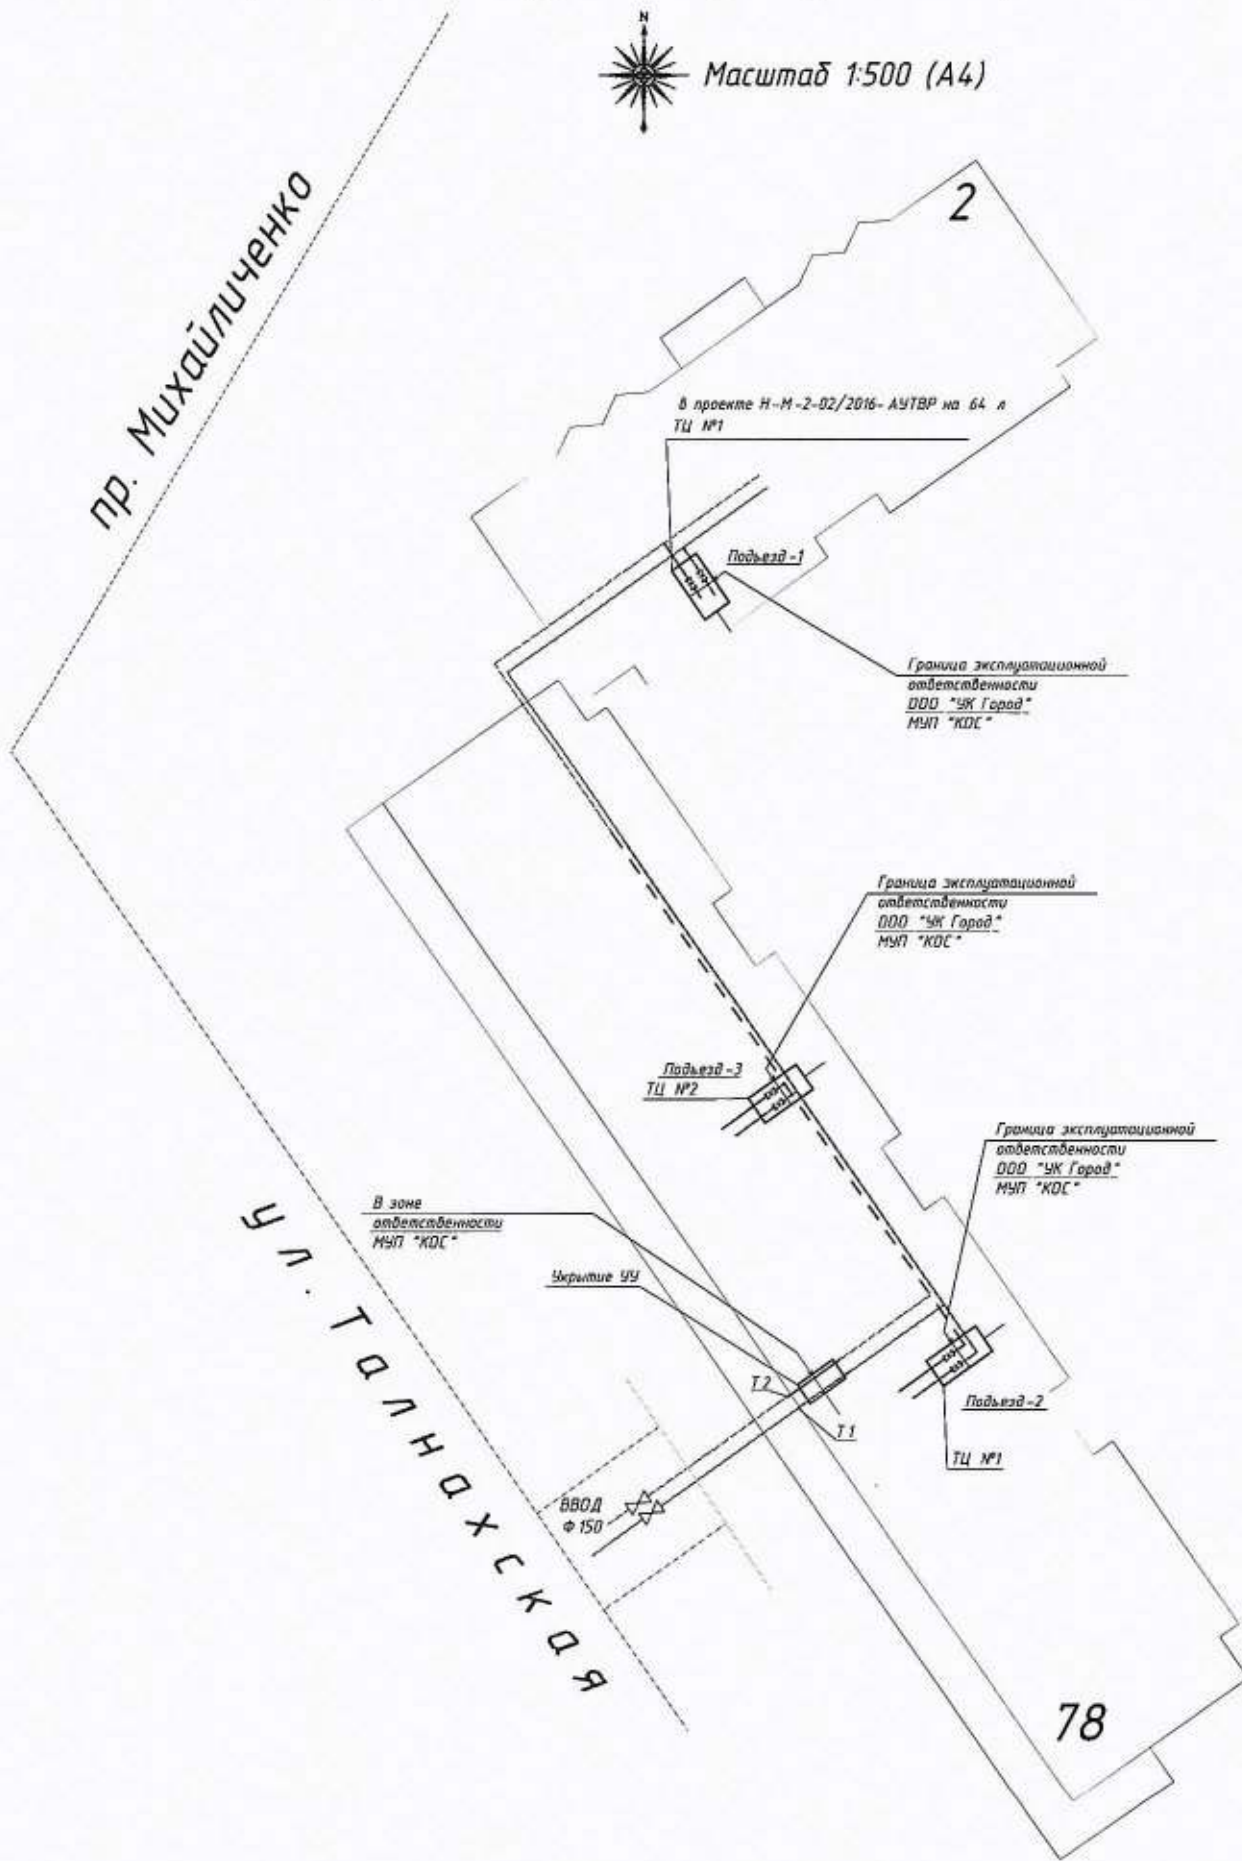 N
Масштаб 1:500 (А4)
2
пр. Михайличенко
в проекте Н-М-2-02/2016- АУТВР на 64 л
ТЦ №1
Подъезд-1
Граница эксплуатационной
ответственности
ООО "УК Город"
МУП "КОС"
Граница эксплуатационной
ответственности
ООО "УК Город"
МУП "КОС"
Подъезд-3
ТЦ №2
Граница эксплуатационной
ответственности
ООО "УК Город"
МУП "КОС"
В зоне
ответственности
МУП "КОС"
Укрытие УУ
ул. Талнахская
Т2
Т1
Подъезд-2
ТЦ №1
ВВОД
Ф 150
78